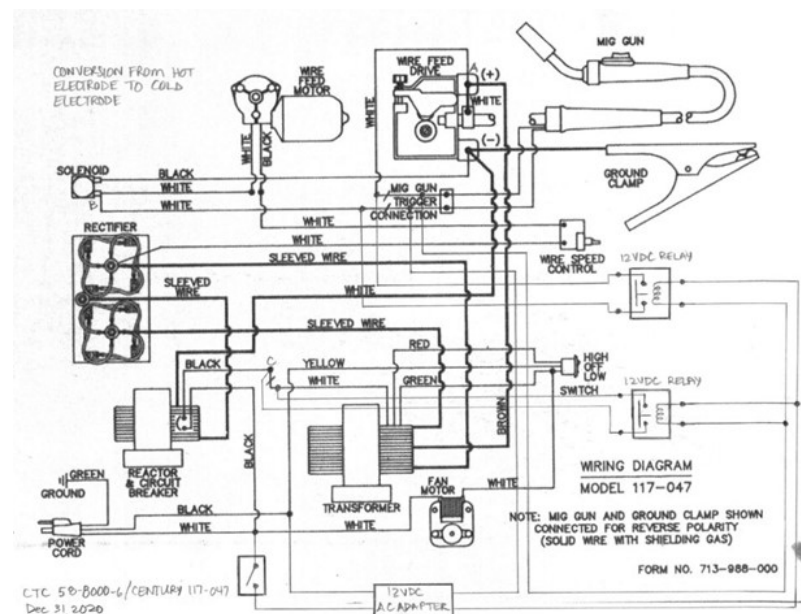 CONVERSION FROM HOT
ELECTRODE TO COLD
ELECTRODE
WIRE
FEED
MOTOR
WIRE FEED
DRIVE
A
(+)
MIG GUN
WHITE
WHITE
WHITE
BLACK
(-)
SOLENOID
BLACK
WHITE
B
MIG GUN
TRIGGER
CONNECTION
GROUND
CLAMP
WHITE
RECTIFIER
WHITE
SLEEVED WIRE
WIRE SPEED
CONTROL
12VDC RELAY
SLEEVED
WIRE
WHITE
SLEEVED WIRE
RED
BLACK
C
YELLOW
WHITE
GREEN
HIGH
OFF
LOW
SWITCH
12VDC RELAY
BROWN
BLACK
REACTOR
& CIRCUIT
BREAKER
GREEN
GROUND
TRANSFORMER
FAN
MOTOR
WHITE
WIRING DIAGRAM
MODEL 117-047
BLACK
WHITE
WHITE
POWER
CORD
NOTE: MIG GUN AND GROUND CLAMP SHOWN
CONNECTED FOR REVERSE POLARITY
(SOLID WIRE WITH SHIELDING GAS)
FORM NO. 713-988-000
12VDC
AC ADAPTER
CTC 58-8000-6/CENTURY 117-047
Dec 31 2020